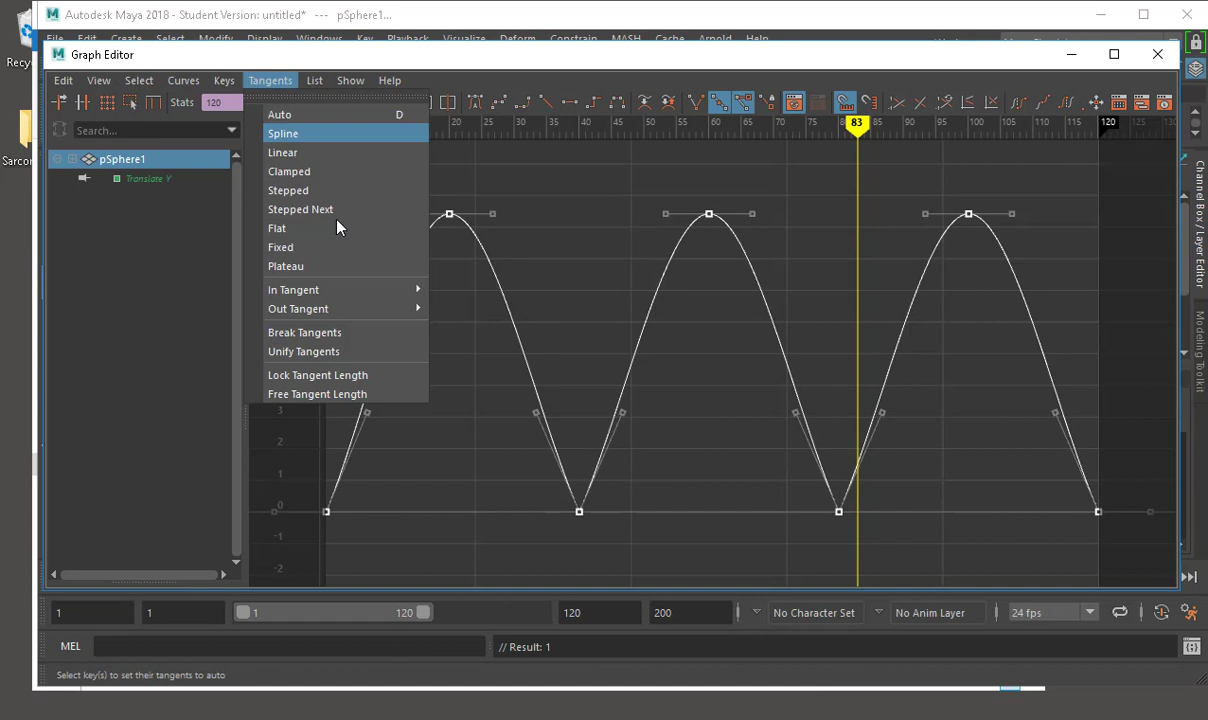 Autodesk Maya 2018 - Student Version: untitled*   ---   pSphere1...
Recy
Graph Editor
Edit View Select Curves Keys Tangents List Show Help
Stats 120
Search...
pSphere1
Translate Y
Sarcor
Auto D
Spline
Linear
Clamped
Stepped
Stepped Next
Flat
Fixed
Plateau
In Tangent
Out Tangent
Break Tangents
Unify Tangents
Lock Tangent Length
Free Tangent Length
20 25 30 35 40 45 50 55 60 65 70 75 83 85 90 95 100 105 110 115 120 125
3
2
1
0
-1
-2
Channel Box / Layer Editor
Modeling Toolkit
1 1 1 120 120 200 No Character Set No Anim Layer 24 fps
MEL // Result: 1
Select key(s) to set their tangents to auto